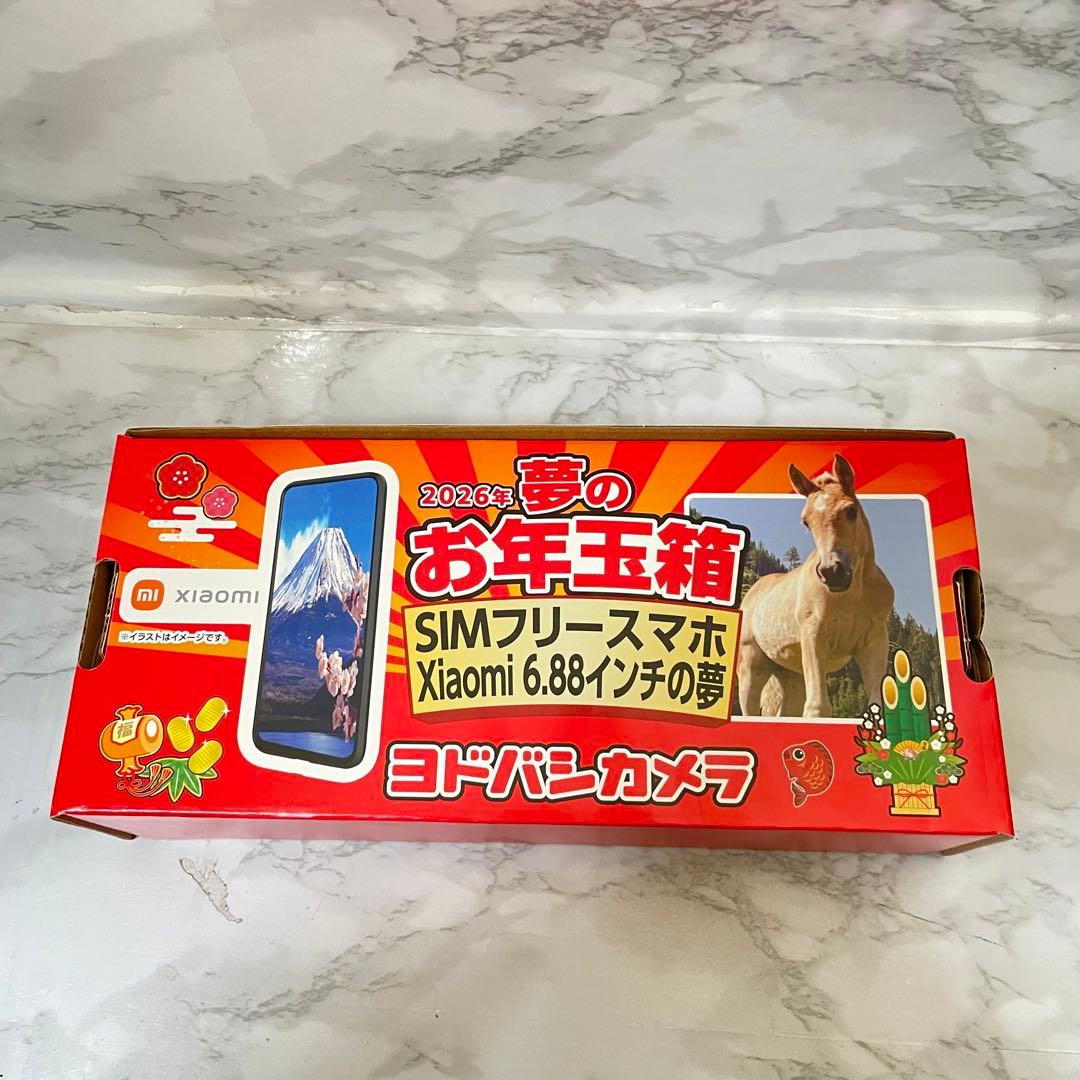 2026年 夢の
お年玉箱
SIMフリースマホ
Xiaomi 6.88インチの夢
ヨドバシカメラ
mi xiaomi
※イラストはイメージです。
福